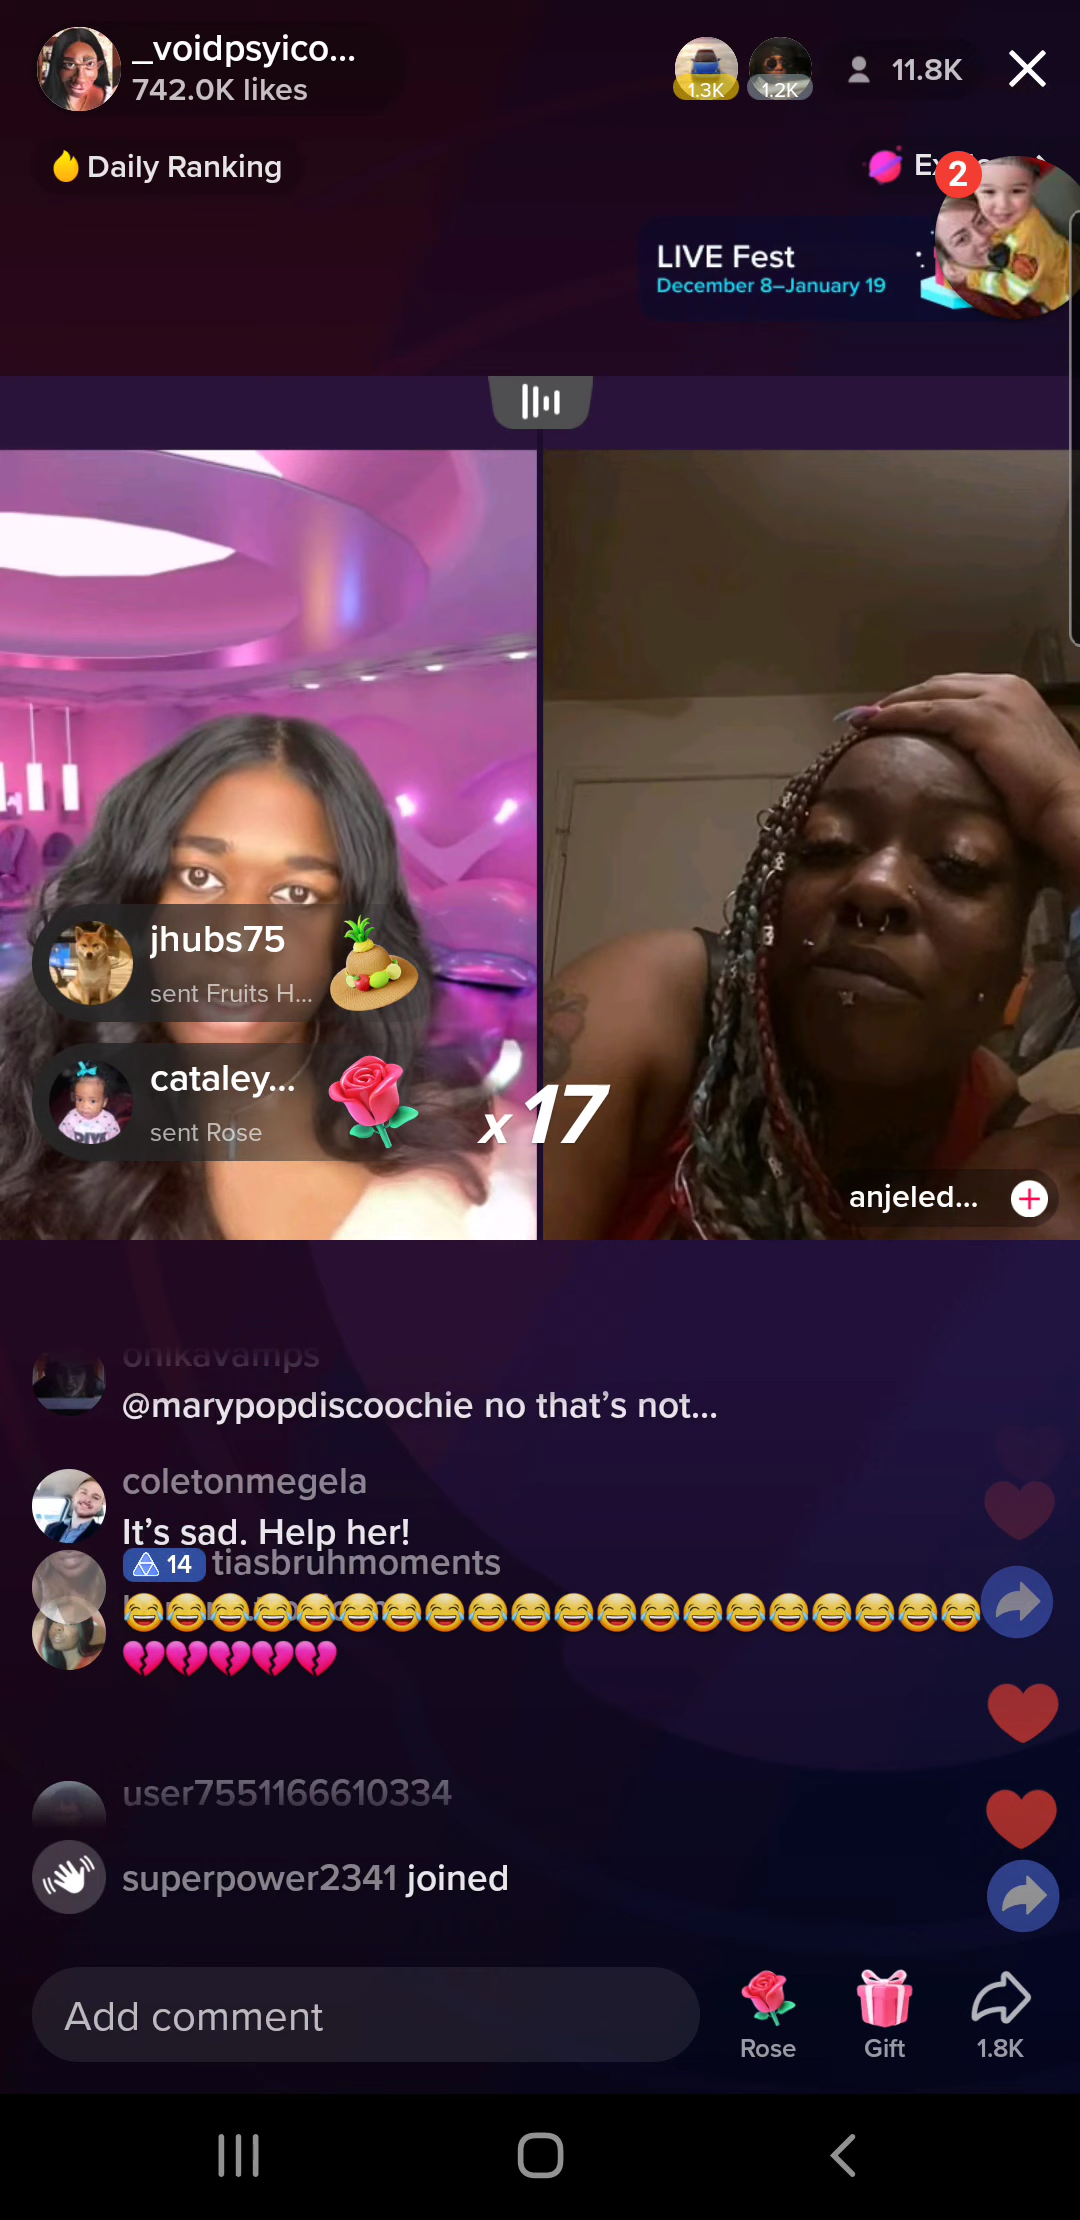 _voidpsyico...
742.0K likes
1.3K
1.2K
11.8K
Daily Ranking
2
LIVE Fest
December 8–January 19
jhubs75
sent Fruits H...
cataley...
sent Rose
x17
anjeled...
onikavamps
@marypopdiscoochie no that’s not...
coletonmegela
It’s sad. Help her!
14 tiasbruhmoments
😂😂😂😂😂😂😂😂😂😂😂😂😂😂😂😂😂😂😂😂
💔💔💔💔💔
user7551166610334
superpower2341 joined
Add comment
Rose
Gift
1.8K